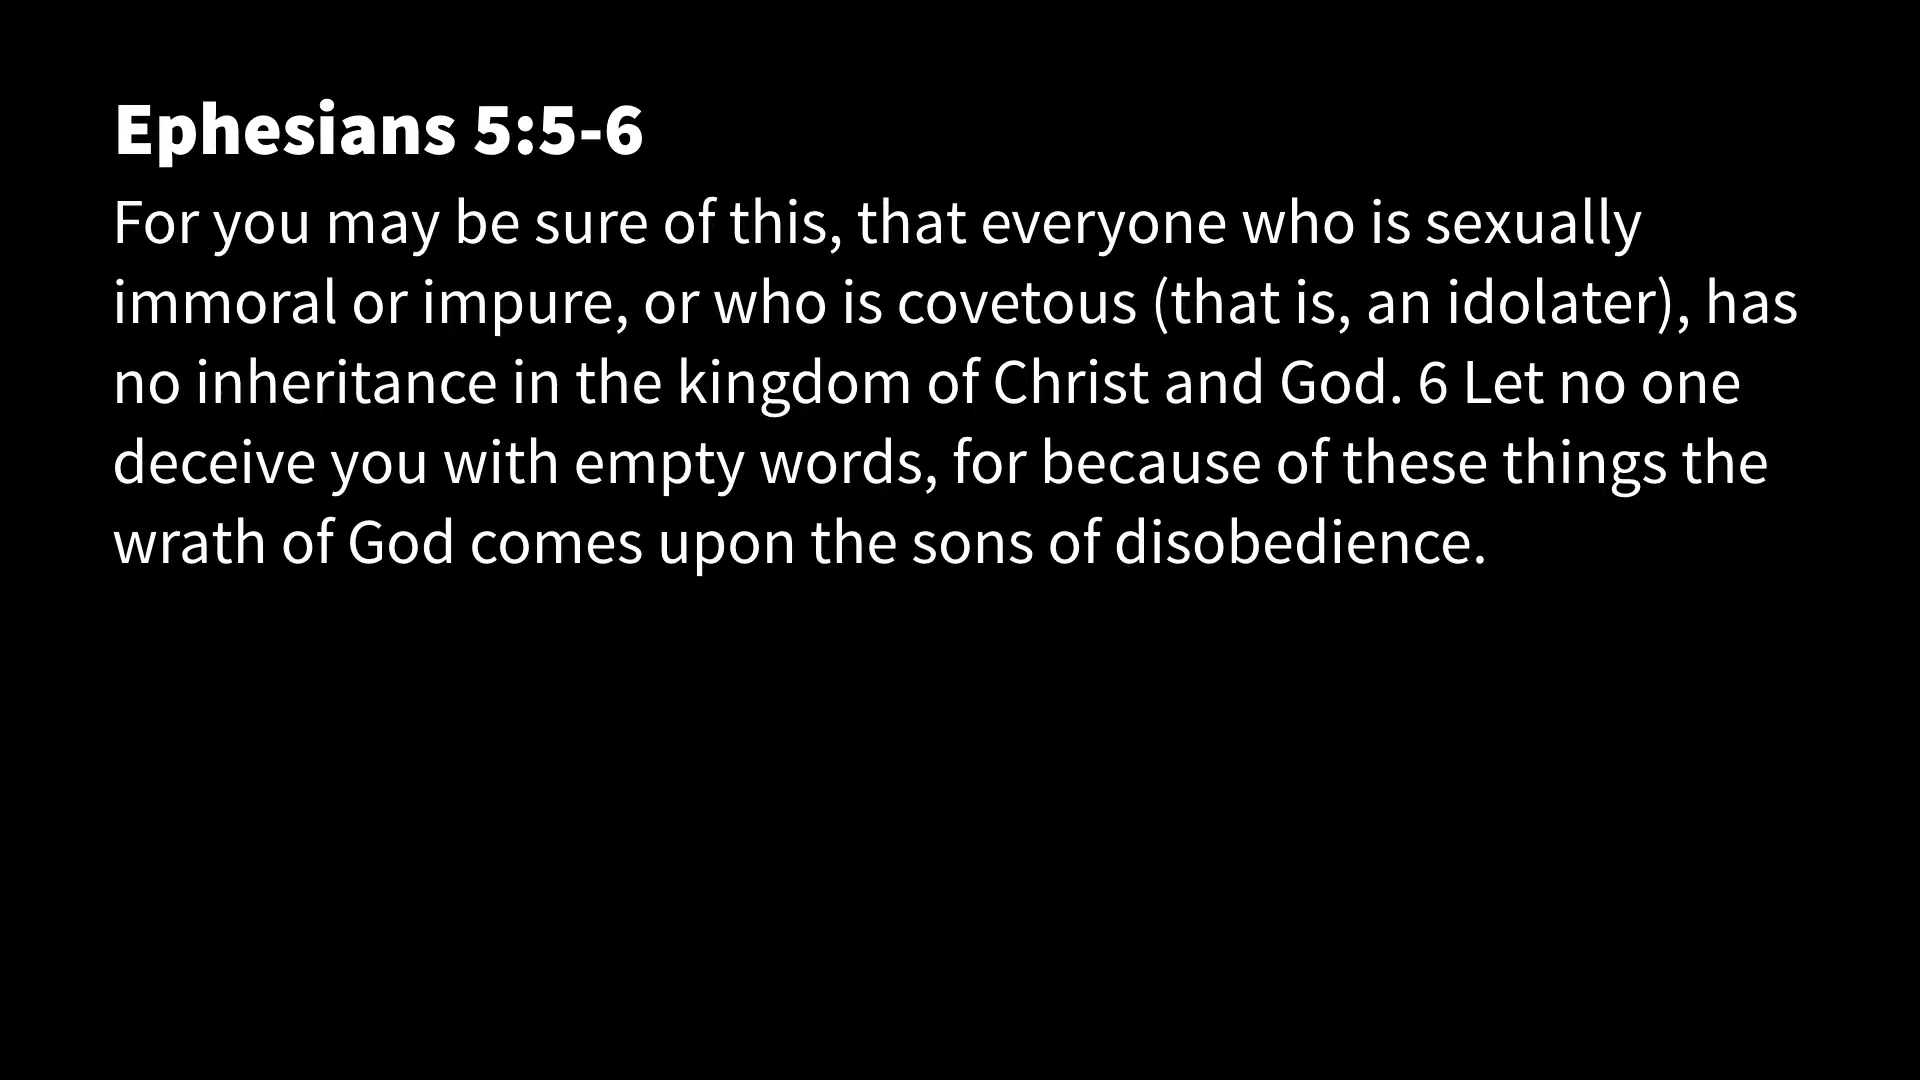 Ephesians 5:5-6
For you may be sure of this, that everyone who is sexually
immoral or impure, or who is covetous (that is, an idolater), has
no inheritance in the kingdom of Christ and God. 6 Let no one
deceive you with empty words, for because of these things the
wrath of God comes upon the sons of disobedience.